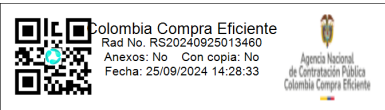 Colombia Compra Eficiente
Rad No. RS20240925013460
Anexos: No Con copia: No
Fecha: 25/09/2024 14:28:33
Agencia Nacional
de Contratación Pública
Colombia Compra Eficiente